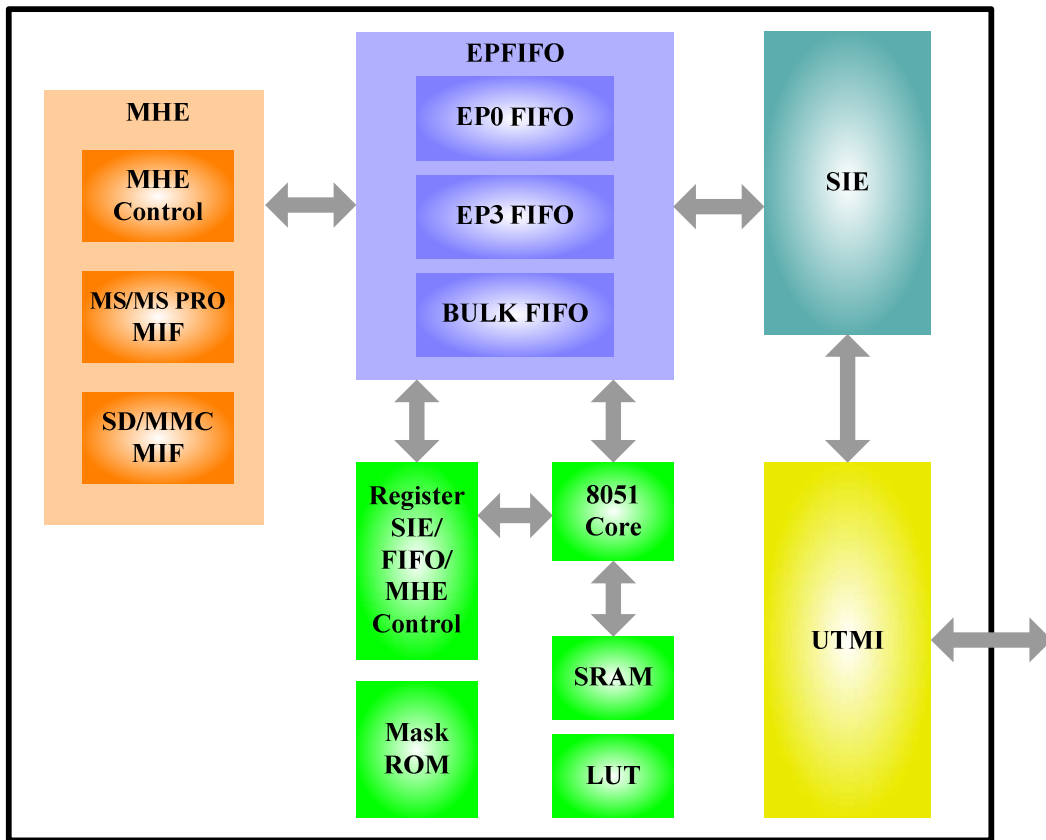 MHE
MHE
Control
MS/MS PRO
MIF
SD/MMC
MIF
EPFIFO
EP0 FIFO
EP3 FIFO
BULK FIFO
SIE
Register
SIE/
FIFO/
MHE
Control
8051
Core
SRAM
Mask
ROM
LUT
UTMI